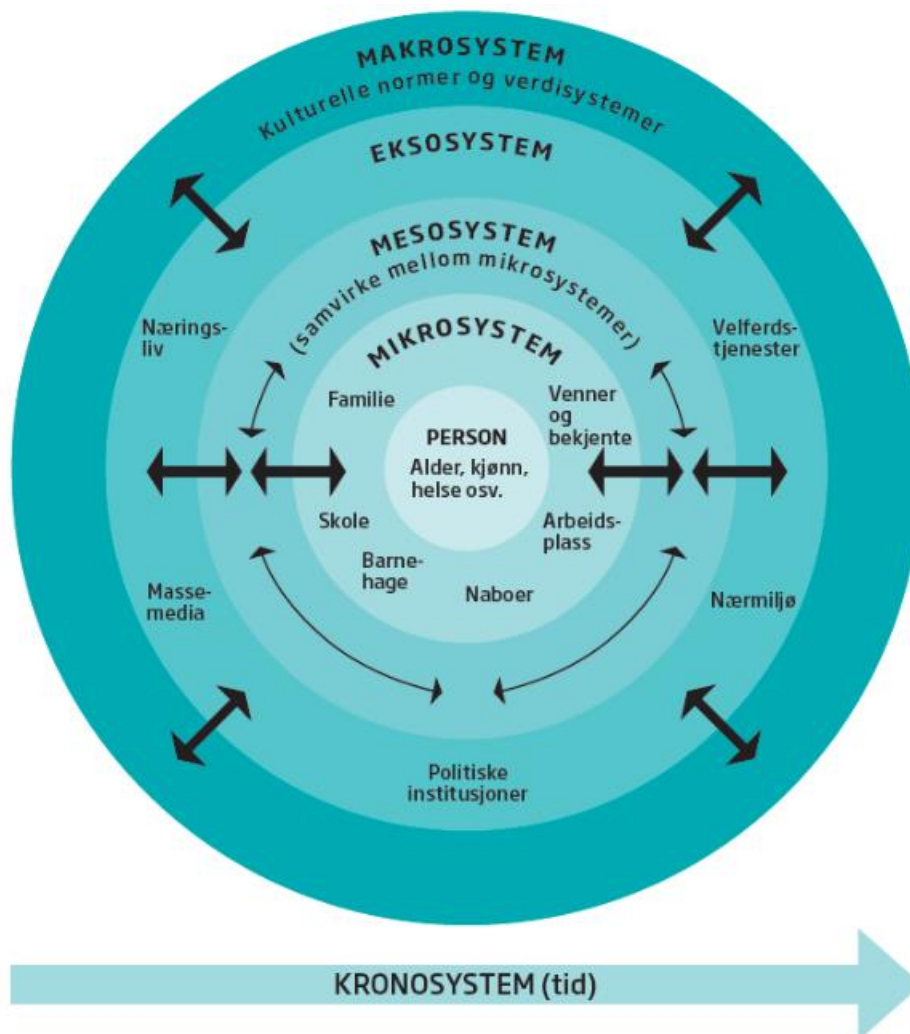 MAKROSYSTEM
Kulturelle normer og verdisystemer
EKSOSYSTEM
MESOSYSTEM
(samvirke mellom mikrosystemer)
MIKROSYSTEM
Nærings-
liv
Velferds-
tjenester
Familie
Venner
og
bekjente
PERSON
Alder, kjønn,
helse osv.
Skole
Arbeids-
plass
Barne-
hage
Naboer
Masse-
media
Nærmiljø
Politiske
institusjoner
KRONOSYSTEM (tid)